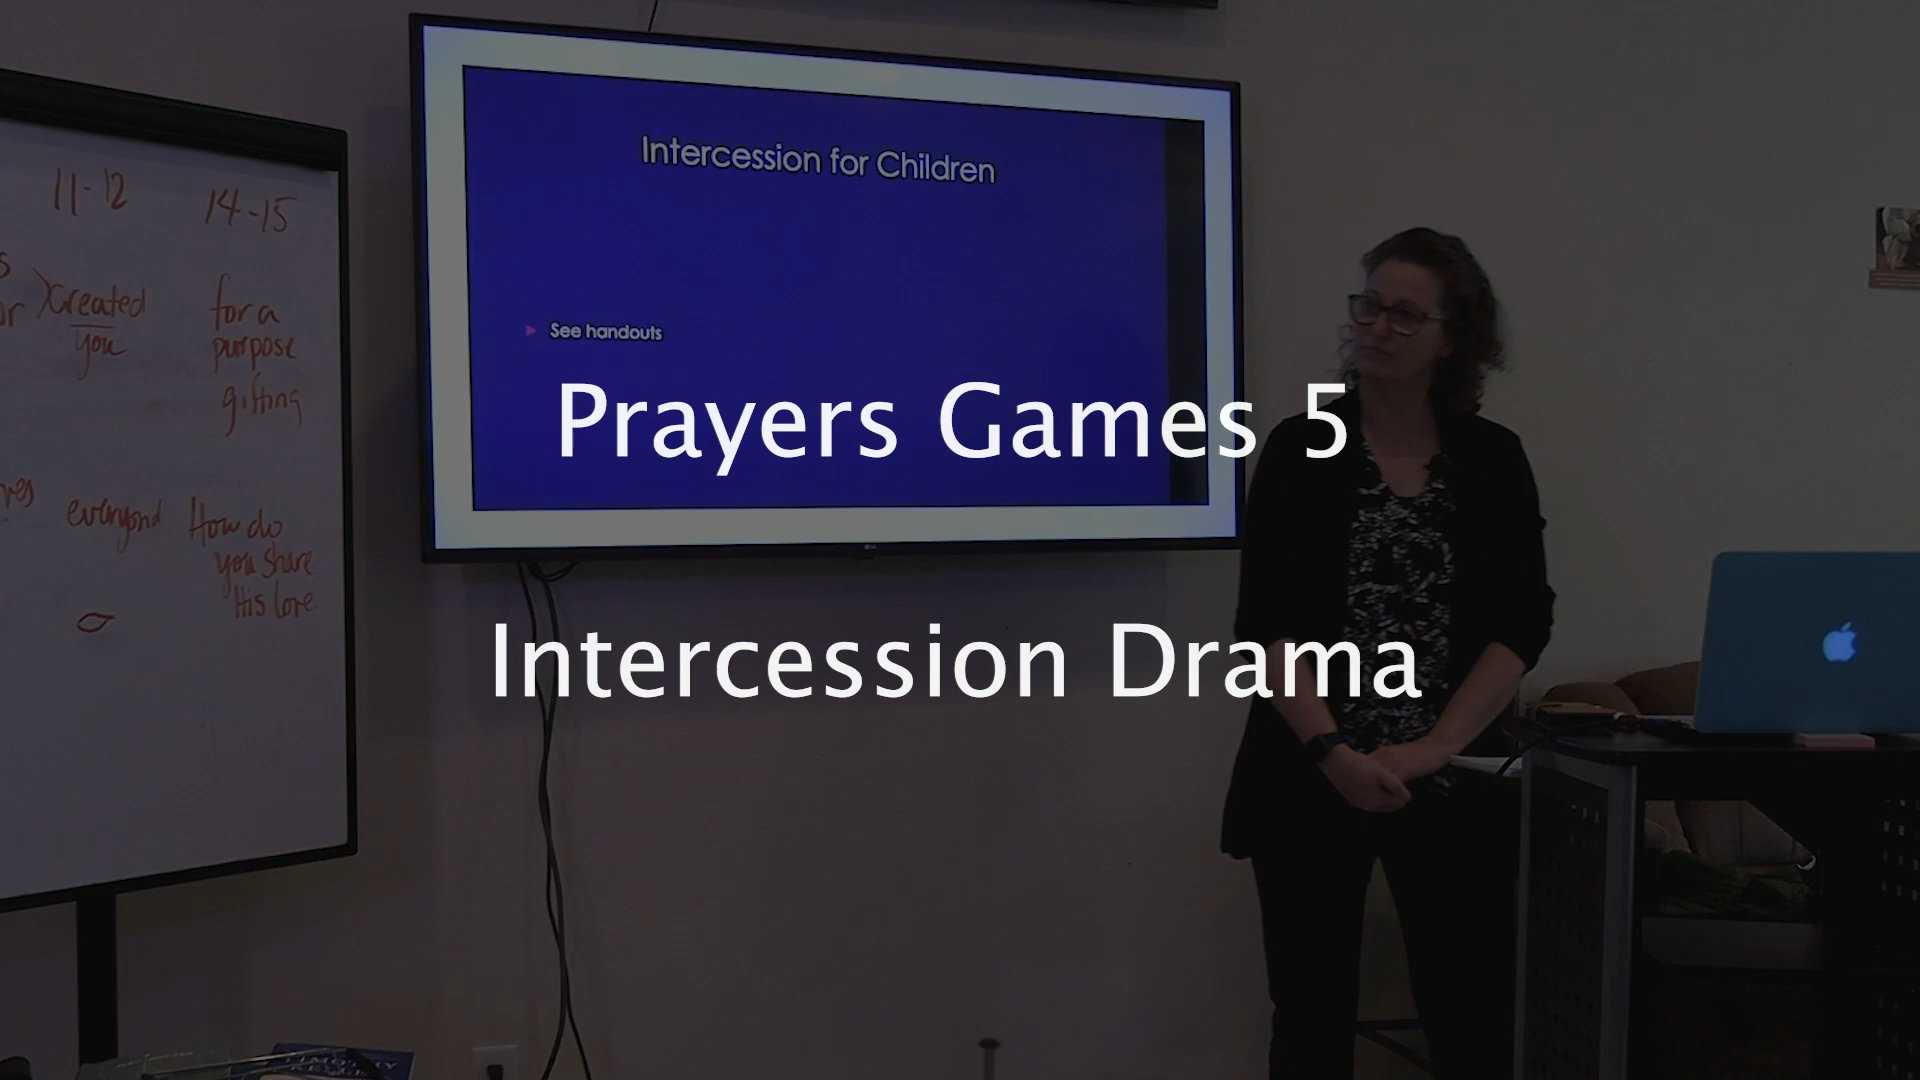 11-12
14-15
created
you
for a
purpose
gifting
everyone
How do
you share
His love
Intercession for Children
See handouts
Prayers Games 5
Intercession Drama
TIMOTHY